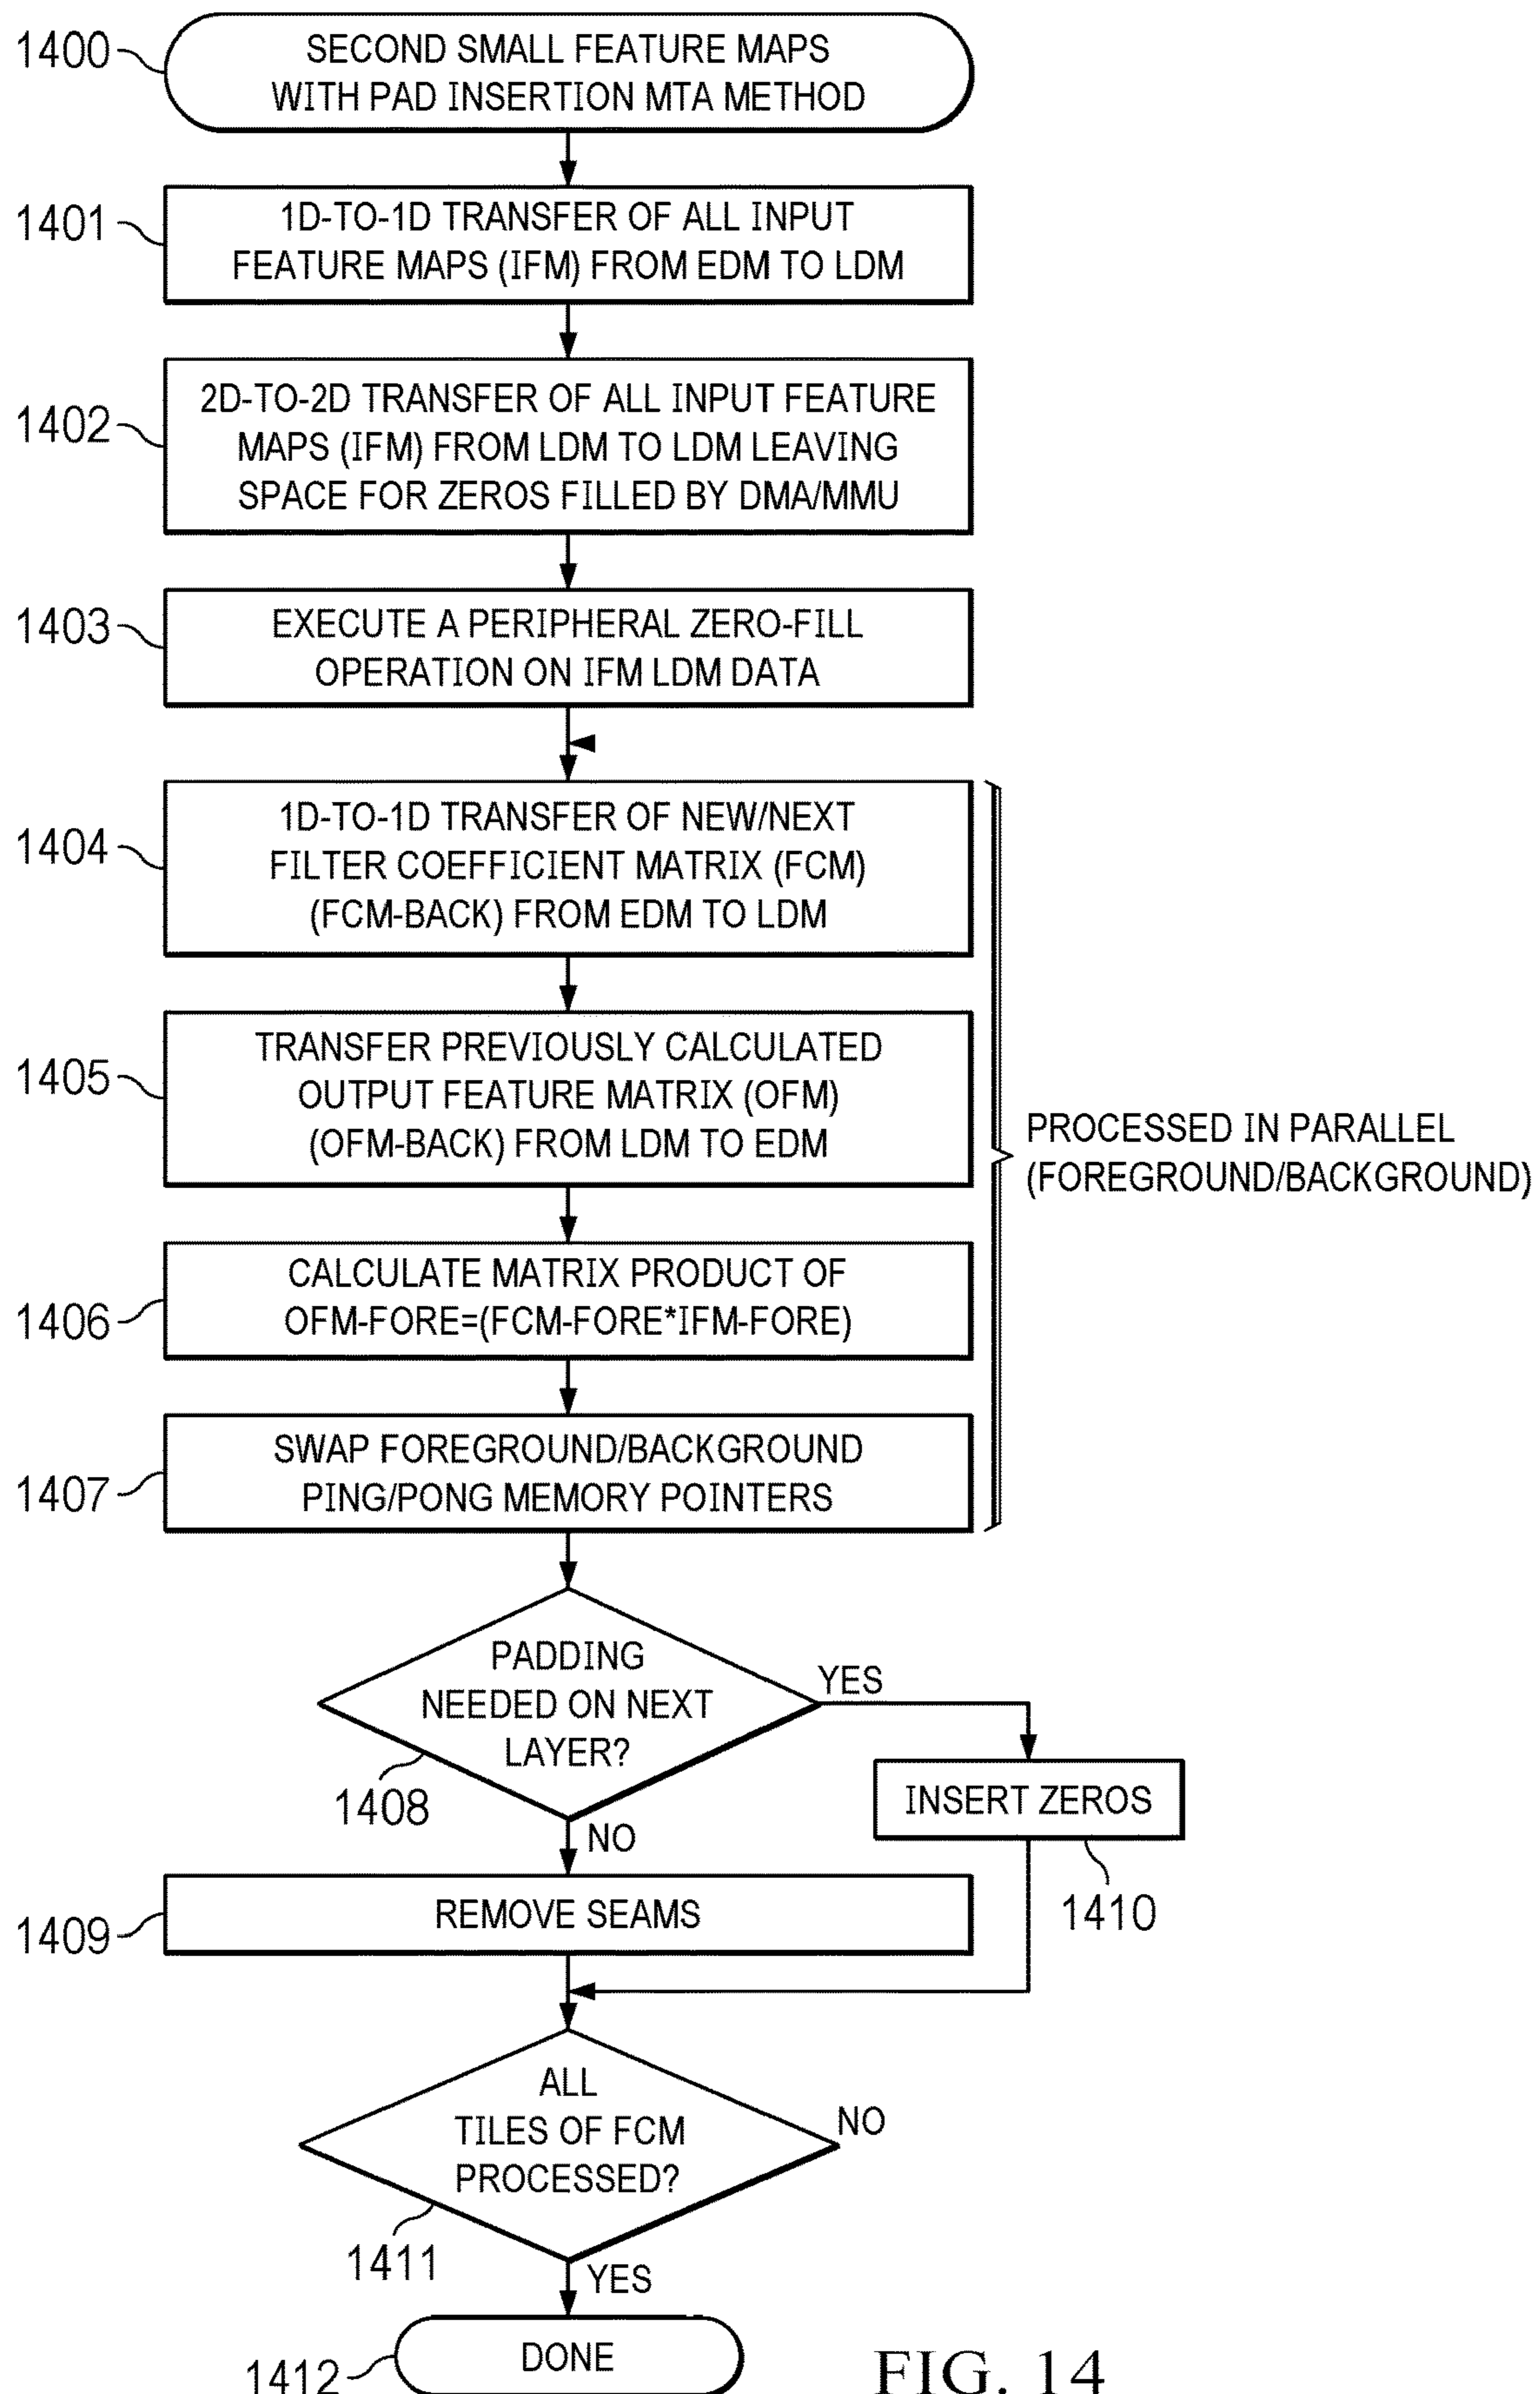 1400
SECOND SMALL FEATURE MAPS
WITH PAD INSERTION MTA METHOD
1401
1D-TO-1D TRANSFER OF ALL INPUT
FEATURE MAPS (IFM) FROM EDM TO LDM
1402
2D-TO-2D TRANSFER OF ALL INPUT FEATURE
MAPS (IFM) FROM LDM TO LDM LEAVING
SPACE FOR ZEROS FILLED BY DMA/MMU
1403
EXECUTE A PERIPHERAL ZERO-FILL
OPERATION ON IFM LDM DATA
1404
1D-TO-1D TRANSFER OF NEW/NEXT
FILTER COEFFICIENT MATRIX (FCM)
(FCM-BACK) FROM EDM TO LDM
1405
TRANSFER PREVIOUSLY CALCULATED
OUTPUT FEATURE MATRIX (OFM)
(OFM-BACK) FROM LDM TO EDM
PROCESSED IN PARALLEL
(FOREGROUND/BACKGROUND)
1406
CALCULATE MATRIX PRODUCT OF
OFM-FORE=(FCM-FORE*IFM-FORE)
1407
SWAP FOREGROUND/BACKGROUND
PING/PONG MEMORY POINTERS
PADDING
NEEDED ON NEXT
LAYER?
YES
1408
NO
INSERT ZEROS
1410
1409
REMOVE SEAMS
ALL
TILES OF FCM
PROCESSED?
NO
1411
YES
1412
DONE
FIG. 14